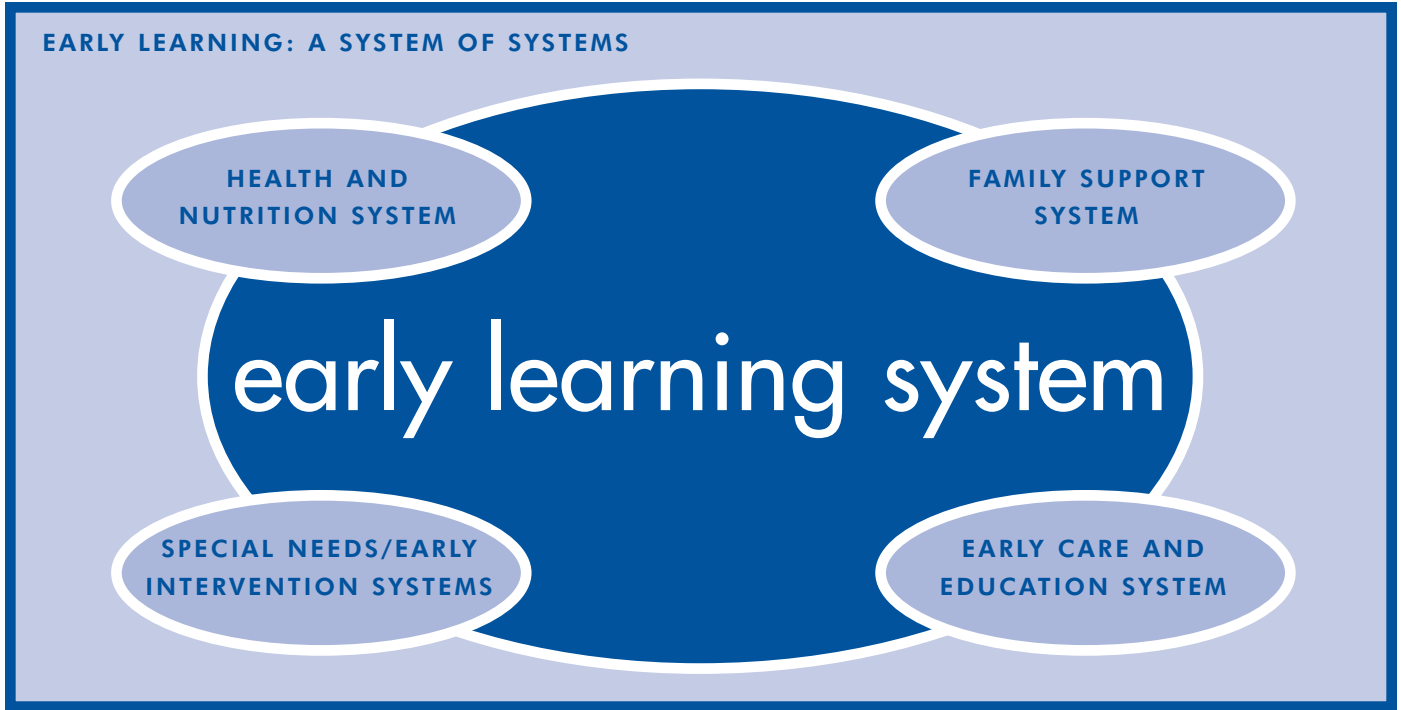 EARLY LEARNING: A SYSTEM OF SYSTEMS
HEALTH AND
NUTRITION SYSTEM
FAMILY SUPPORT
SYSTEM
early learning system
SPECIAL NEEDS/EARLY
INTERVENTION SYSTEMS
EARLY CARE AND
EDUCATION SYSTEM